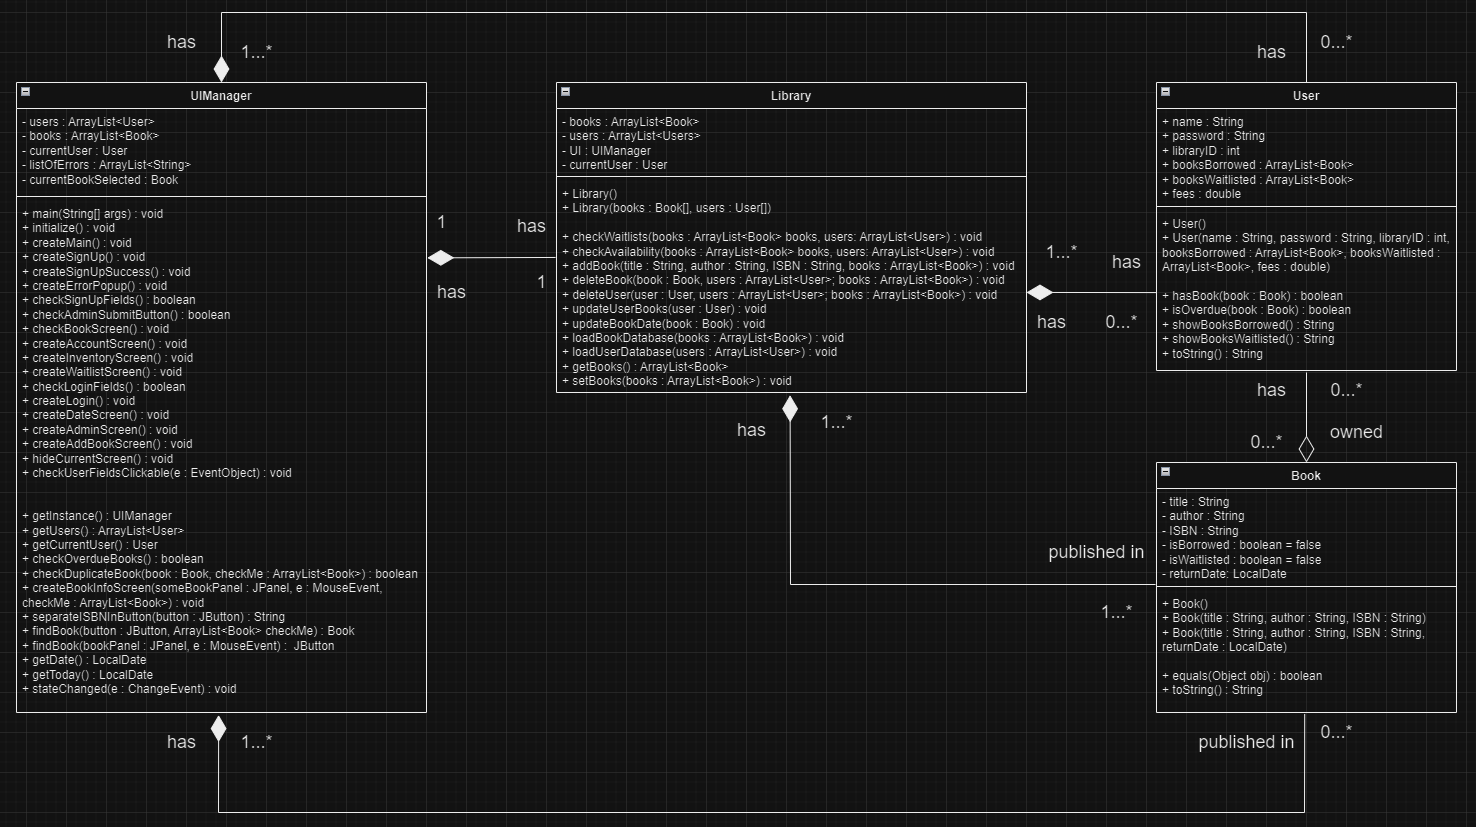 has
1...*
has
0...*
UIManager
- users : ArrayList<User>
- books : ArrayList<Book>
- currentUser : User
- listOfErrors : ArrayList<String>
- currentBookSelected : Book
+ main(String[] args) : void
+ initialize() : void
+ createMain() : void
+ createSignUp() : void
+ createSignUpSuccess() : void
+ createErrorPopup() : void
+ checkSignUpFields() : boolean
+ checkAdminSubmitButton() : boolean
+ checkBookScreen() : void
+ createAccountScreen() : void
+ createInventoryScreen() : void
+ createWaitlistScreen() : void
+ checkLoginFields() : boolean
+ createLogin() : void
+ createDateScreen() : void
+ createAdminScreen() : void
+ createAddBookScreen() : void
+ hideCurrentScreen() : void
+ checkUserFieldsClickable(e : EventObject) : void
+ getInstance() : UIManager
+ getUsers() : ArrayList<User>
+ getCurrentUser() : User
+ checkOverdueBooks() : boolean
+ checkDuplicateBook(book : Book, checkMe : ArrayList<Book>) : boolean
+ createBookInfoScreen(someBookPanel : JPanel, e : MouseEvent,
checkMe : ArrayList<Book>) : void
+ separateISBNInButton(button : JButton) : String
+ findBook(button : JButton, ArrayList<Book> checkMe) : Book
+ findBook(bookPanel : JPanel, e : MouseEvent) :  JButton
+ getDate() : LocalDate
+ getToday() : LocalDate
+ stateChanged(e : ChangeEvent) : void
1
has
has
1
Library
- books : ArrayList<Book>
- users : ArrayList<Users>
- UI : UIManager
- currentUser : User
+ Library()
+ Library(books : Book[], users : User[])
+ checkWaitlists(books : ArrayList<Book> books, users: ArrayList<User>) : void
+ checkAvailability(books : ArrayList<Book> books, users: ArrayList<User>) : void
+ addBook(title : String, author : String, ISBN : String, books : ArrayList<Book>) : void
+ deleteBook(book : Book, users : ArrayList<User>; books : ArrayList<Book>) : void
+ deleteUser(user : User, users : ArrayList<User>; books : ArrayList<Book>) : void
+ updateUserBooks(user : User) : void
+ updateBookDate(book : Book) : void
+ loadBookDatabase(books : ArrayList<Book>) : void
+ loadUserDatabase(users : ArrayList<User>) : void
+ getBooks() : ArrayList<Book>
+ setBooks(books : ArrayList<Book>) : void
1...*
has
has
0...*
User
+ name : String
+ password : String
+ libraryID : int
+ booksBorrowed : ArrayList<Book>
+ booksWaitlisted : ArrayList<Book>
+ fees : double
+ User()
+ User(name : String, password : String, libraryID : int,
booksBorrowed : ArrayList<Book>, booksWaitlisted :
ArrayList<Book>, fees : double)
+ hasBook(book : Book) : boolean
+ isOverdue(book : Book) : boolean
+ showBooksBorrowed() : String
+ showBooksWaitlisted() : String
+ toString() : String
has
0...*
0...*
owned
has
1...*
published in
1...*
Book
- title : String
- author : String
- ISBN : String
- isBorrowed : boolean = false
- isWaitlisted : boolean = false
- returnDate: LocalDate
+ Book()
+ Book(title : String, author : String, ISBN : String)
+ Book(title : String, author : String, ISBN : String,
returnDate : LocalDate)
+ equals(Object obj) : boolean
+ toString() : String
has
1...*
published in
0...*